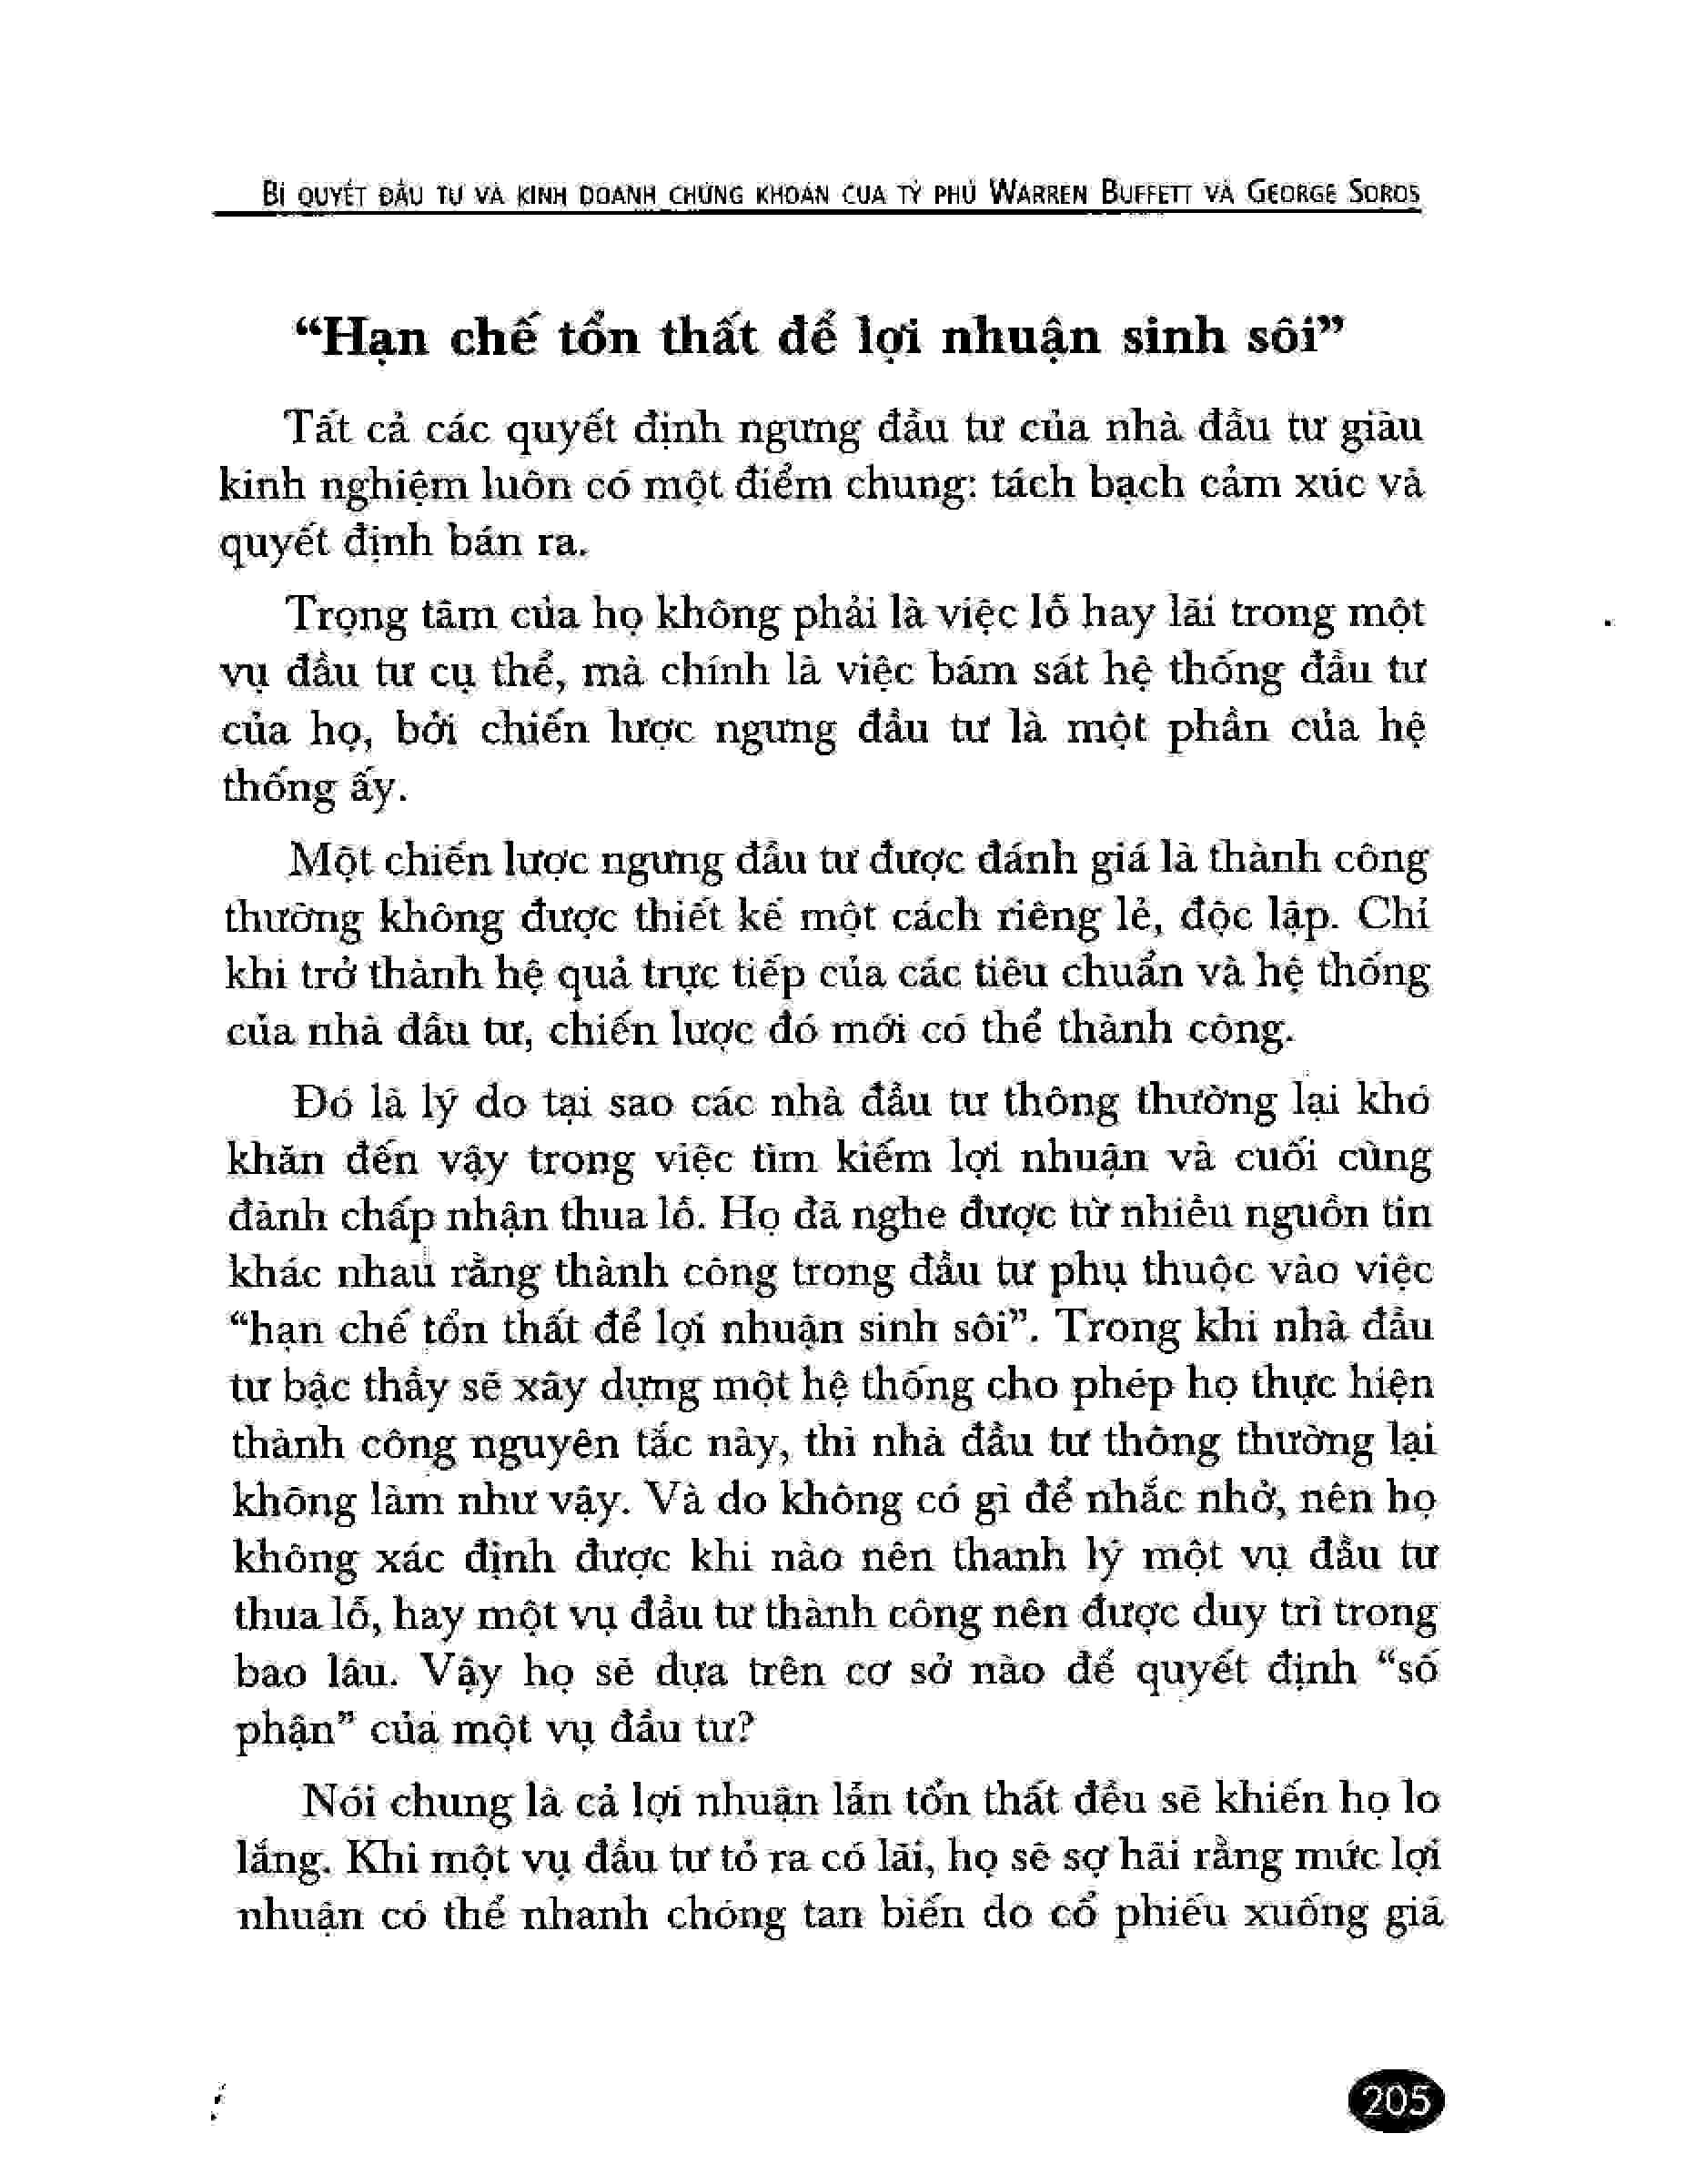 BÍ QUYẾT ĐẦU TƯ VÀ KINH DOANH CHỨNG KHOÁN CỦA TỶ PHÚ WARREN BUFFETT VÀ GEORGE SOROS
“Hạn chế tổn thất để lợi nhuận sinh sôi”
Tất cả các quyết định ngưng đầu tư của nhà đầu tư giàu
kinh nghiệm luôn có một điểm chung: tách bạch cảm xúc và
quyết định bán ra.
Trọng tâm của họ không phải là việc lỗ hay lãi trong một
vụ đầu tư cụ thể, mà chính là việc bám sát hệ thống đầu tư
của họ, bởi chiến lược ngưng đầu tư là một phần của hệ
thống ấy.
Một chiến lược ngưng đầu tư được đánh giá là thành công
thường không được thiết kế một cách riêng lẻ, độc lập. Chỉ
khi trở thành hệ quả trực tiếp của các tiêu chuẩn và hệ thống
của nhà đầu tư, chiến lược đó mới có thể thành công.
Đó là lý do tại sao các nhà đầu tư thông thường lại khó
khăn đến vậy trong việc tìm kiếm lợi nhuận và cuối cùng
đành chấp nhận thua lỗ. Họ đã nghe được từ nhiều nguồn tin
khác nhau rằng thành công trong đầu tư phụ thuộc vào việc
“hạn chế tổn thất để lợi nhuận sinh sôi”. Trong khi nhà đầu
tư bậc thầy sẽ xây dựng một hệ thống cho phép họ thực hiện
thành công nguyên tắc này, thì nhà đầu tư thông thường lại
không làm như vậy. Và do không có gì để nhắc nhở, nên họ
không xác định được khi nào nên thanh lý một vụ đầu tư
thua lỗ, hay một vụ đầu tư thành công nên được duy trì trong
bao lâu. Vậy họ sẽ dựa trên cơ sở nào để quyết định “số
phận” của một vụ đầu tư?
Nói chung là cả lợi nhuận lẫn tổn thất đều sẽ khiến họ lo
lắng. Khi một vụ đầu tư tỏ ra có lãi, họ sẽ sợ hãi rằng mức lợi
nhuận có thể nhanh chóng tan biến do cổ phiếu xuống giá
205